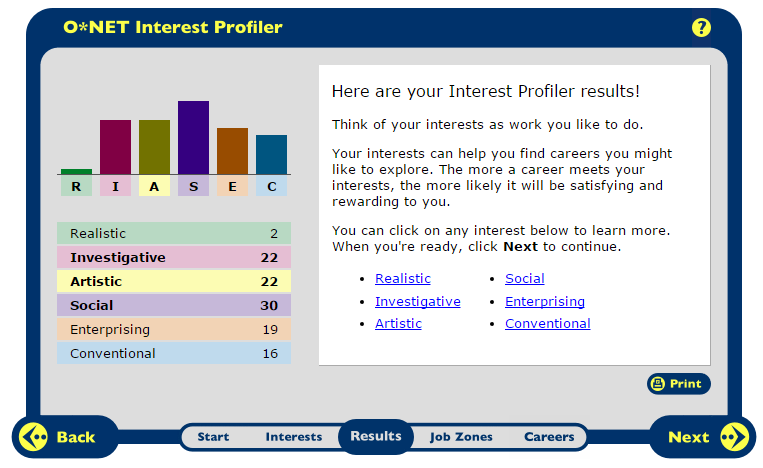 O*NET Interest Profiler
?
R I A S E C
Realistic 2
Investigative 22
Artistic 22
Social 30
Enterprising 19
Conventional 16
Here are your Interest Profiler results!
Think of your interests as work you like to do.
Your interests can help you find careers you might
like to explore. The more a career meets your
interests, the more likely it will be satisfying and
rewarding to you.
You can click on any interest below to learn more.
When you're ready, click Next to continue.
• Realistic
• Investigative
• Artistic
• Social
• Enterprising
• Conventional
Print
Back
Start Interests Results Job Zones Careers
Next